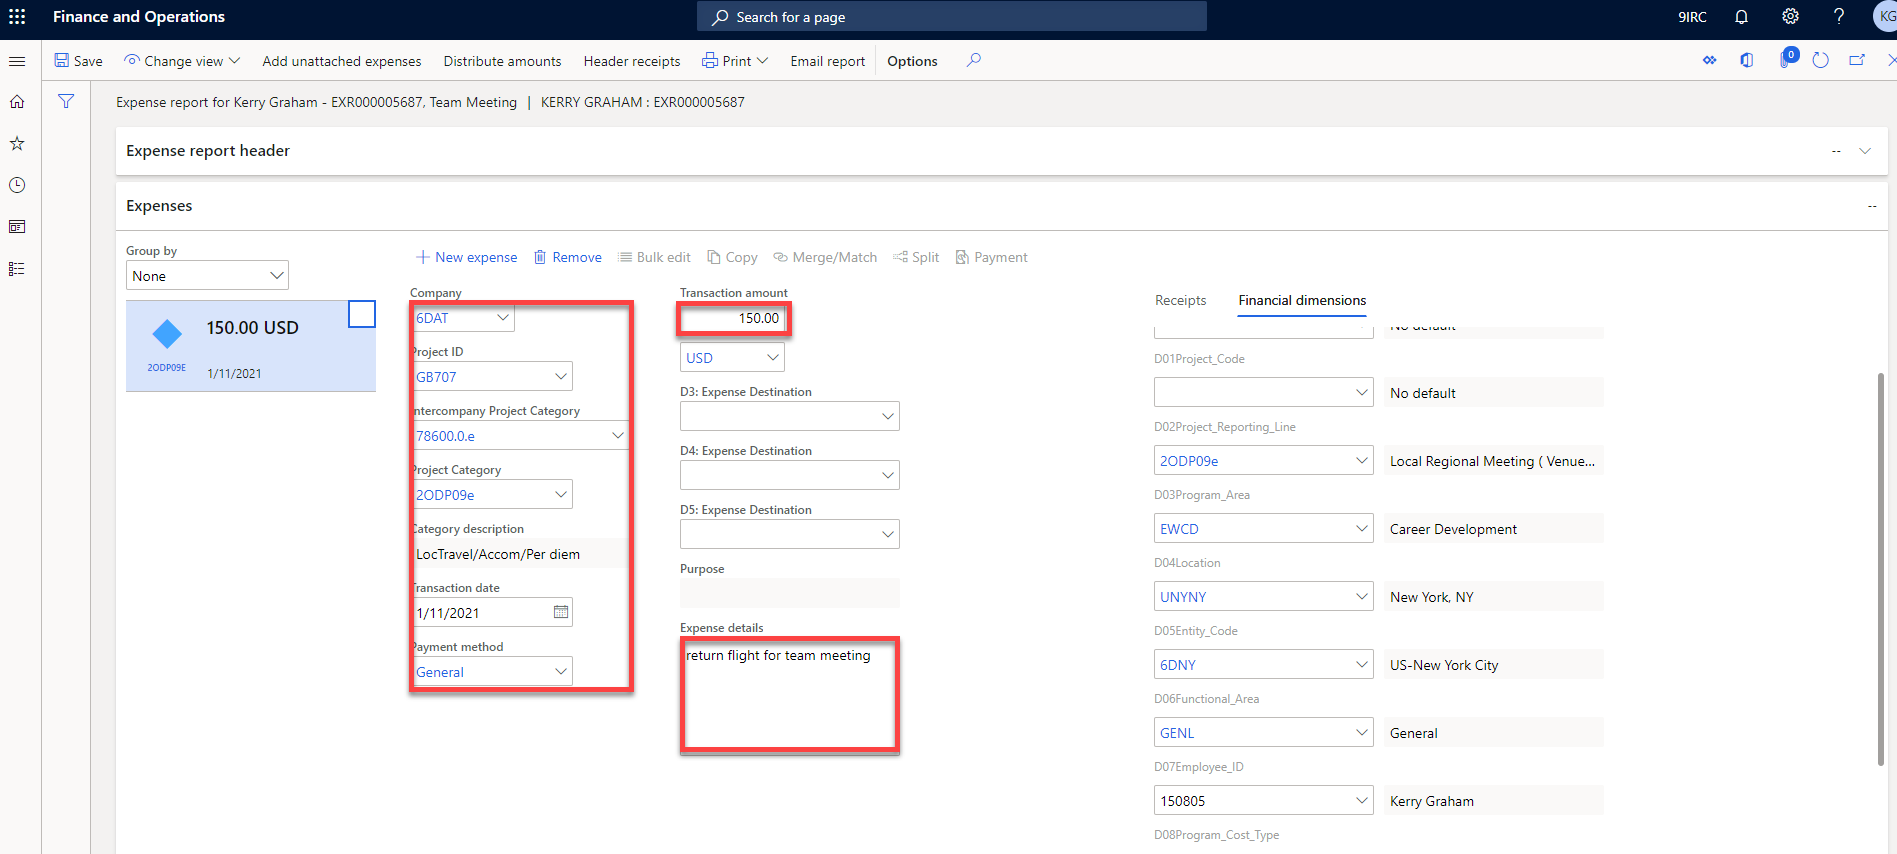 Finance and Operations
Search for a page
9IRC
KG
Save
Change view
Add unattached expenses
Distribute amounts
Header receipts
Print
Email report
Options
0
Expense report for Kerry Graham - EXR000005687, Team Meeting | KERRY GRAHAM : EXR000005687
Expense report header
--
Expenses
--
Group by
None
150.00 USD
2ODP09E
1/11/2021
New expense
Remove
Bulk edit
Copy
Merge/Match
Split
Payment
Company
6DAT
Project ID
GB707
Intercompany Project Category
78600.0.e
Project Category
2ODP09e
Category description
LocTravel/Accom/Per diem
Transaction date
1/11/2021
Payment method
General
Transaction amount
150.00
USD
D3: Expense Destination
D4: Expense Destination
D5: Expense Destination
Purpose
Expense details
return flight for team meeting
Receipts
Financial dimensions
No default
D01Project_Code
No default
D02Project_Reporting_Line
2ODP09e
Local Regional Meeting ( Venue...
D03Program_Area
EWCD
Career Development
D04Location
UNYNY
New York, NY
D05Entity_Code
6DNY
US-New York City
D06Functional_Area
GENL
General
D07Employee_ID
150805
Kerry Graham
D08Program_Cost_Type